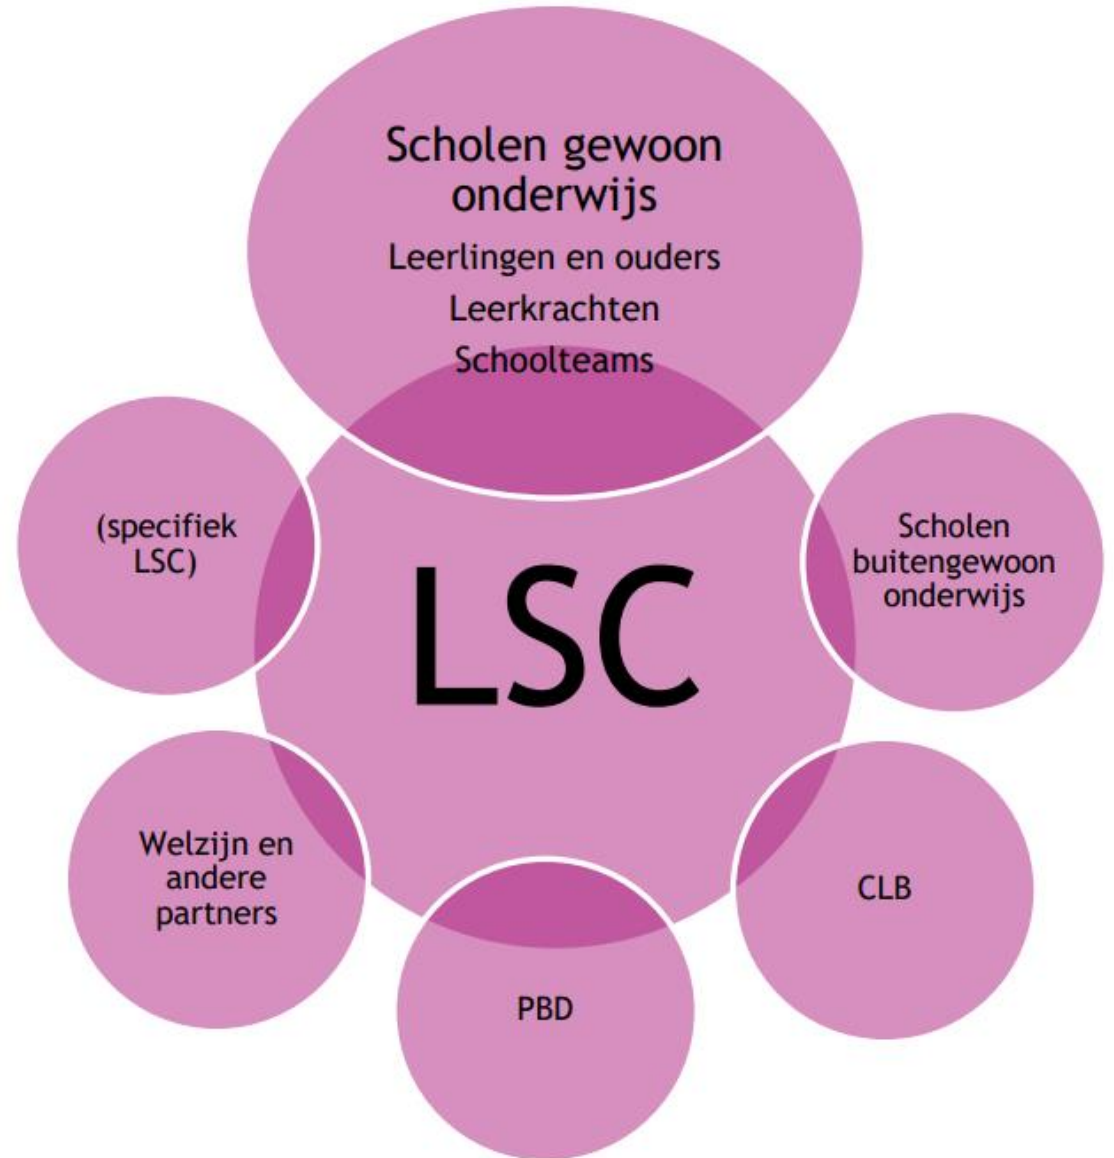 Scholen gewoon
onderwijs
Leerlingen en ouders
Leerkrachten
Schoolteams
(specifiek
LSC)
Scholen
buitengewoon
onderwijs
LSC
Welzijn en
andere
partners
CLB
PBD